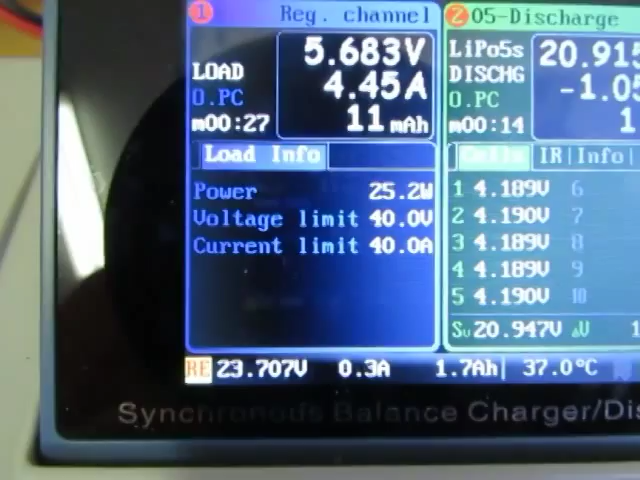 1 Reg. channel
5.683V
LOAD 4.45A
O.PC
m00:27 11 mAh
Load Info
Power 25.2W
Voltage limit 40.0V
Current limit 40.0A
2 05-Discharge
LiPo5s 20.915
DISCHG -1.05
O.PC
m00:14 1
Cells IR Info
1 4.189V 6
2 4.190V 7
3 4.189V 8
4 4.189V 9
5 4.190V 10
Sv 20.947V ΔU 1
RE 23.707V 0.3A 1.7Ah 37.0°C
Synchronous Balance Charger/Dis